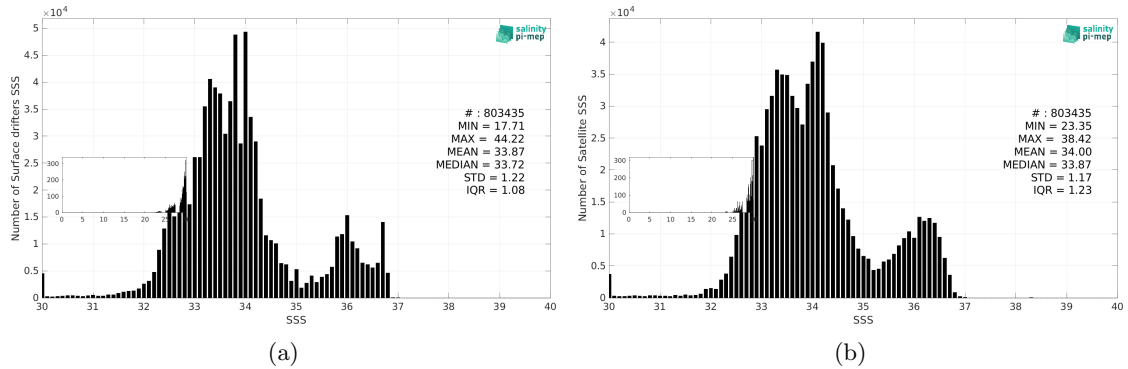 ×10⁴
5
4.5
4
3.5
3
2.5
2
1.5
1
0.5
0
Number of Surface drifters SSS
salinity
pi-mep
# : 803435
MIN = 17.71
MAX = 44.22
MEAN = 33.87
MEDIAN = 33.72
STD = 1.22
IQR = 1.08
300
200
100
0
0 5 10 15 20 25
30 31 32 33 34 35 36 37 38 39 40
SSS
(a)
×10⁴
4
3.5
3
2.5
2
1.5
1
0.5
0
Number of Satellite SSS
salinity
pi-mep
# : 803435
MIN = 23.35
MAX = 38.42
MEAN = 34.00
MEDIAN = 33.87
STD = 1.17
IQR = 1.23
300
200
100
0
0 5 10 15 20 25
30 31 32 33 34 35 36 37 38 39 40
SSS
(b)